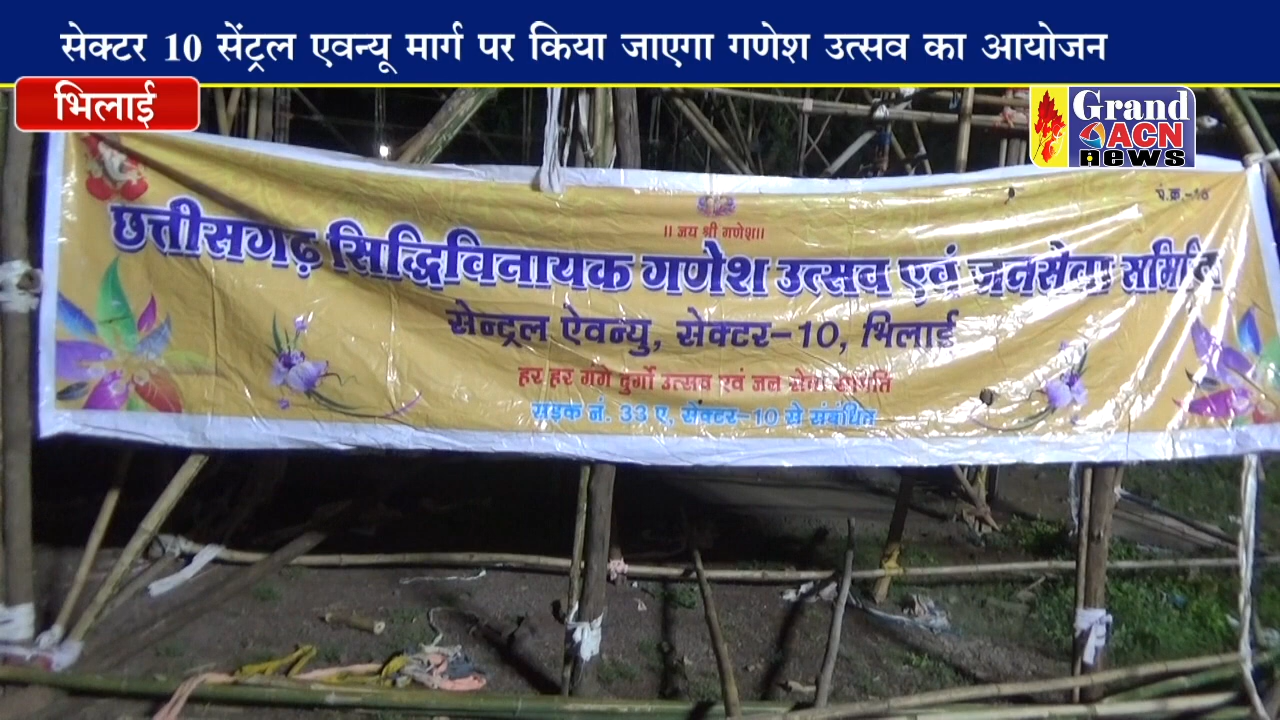 सेक्टर 10 सेंट्रल एवन्यू मार्ग पर किया जाएगा गणेश उत्सव का आयोजन
भिलाई
Grand
ACN
news
पं.क्र.-10
॥ जय श्री गणेश॥
छत्तीसगढ़ सिद्धिविनायक गणेश उत्सव एवं जनसेवा समिति
सेन्ट्रल ऐवन्यु, सेक्टर-10, भिलाई
हर हर गंगे दुर्गा उत्सव एवं जन सेवा समिति
सड़क नं. 33 ए, सेक्टर-10 से संबंधित